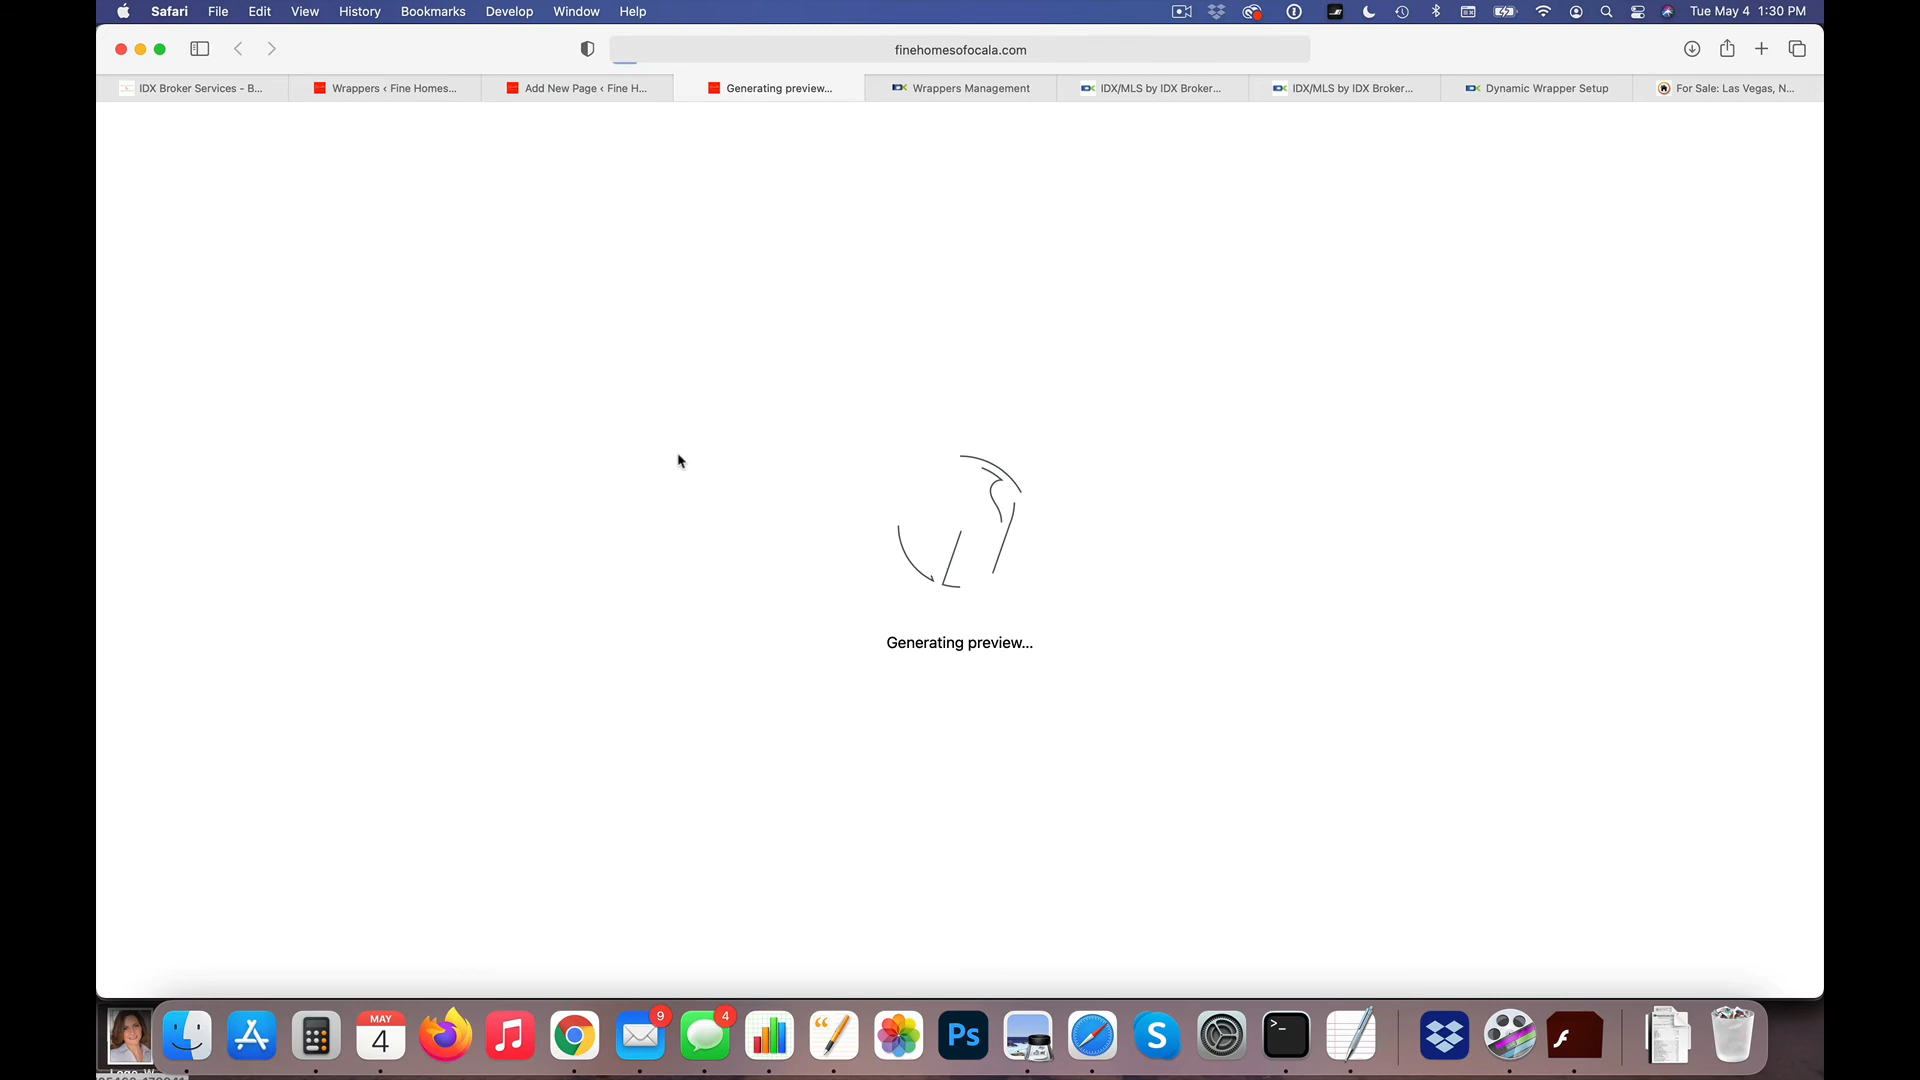 Safari File Edit View History Bookmarks Develop Window Help Tue May 4 1:30 PM
finehomesofocala.com
IDX Broker Services - B... Wrappers ‹ Fine Homes... Add New Page ‹ Fine H... Generating preview... Wrappers Management IDX/MLS by IDX Broker... IDX/MLS by IDX Broker... Dynamic Wrapper Setup For Sale: Las Vegas, N...
Generating preview...
MAY
4
9
4
Ps
S
>_